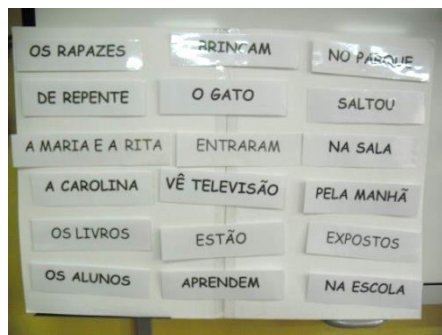 OS RAPAZES BRINCAM NO PARQUE
DE REPENTE O GATO SALTOU
A MARIA E A RITA ENTRARAM NA SALA
A CAROLINA VÊ TELEVISÃO PELA MANHÃ
OS LIVROS ESTÃO EXPOSTOS
OS ALUNOS APRENDEM NA ESCOLA